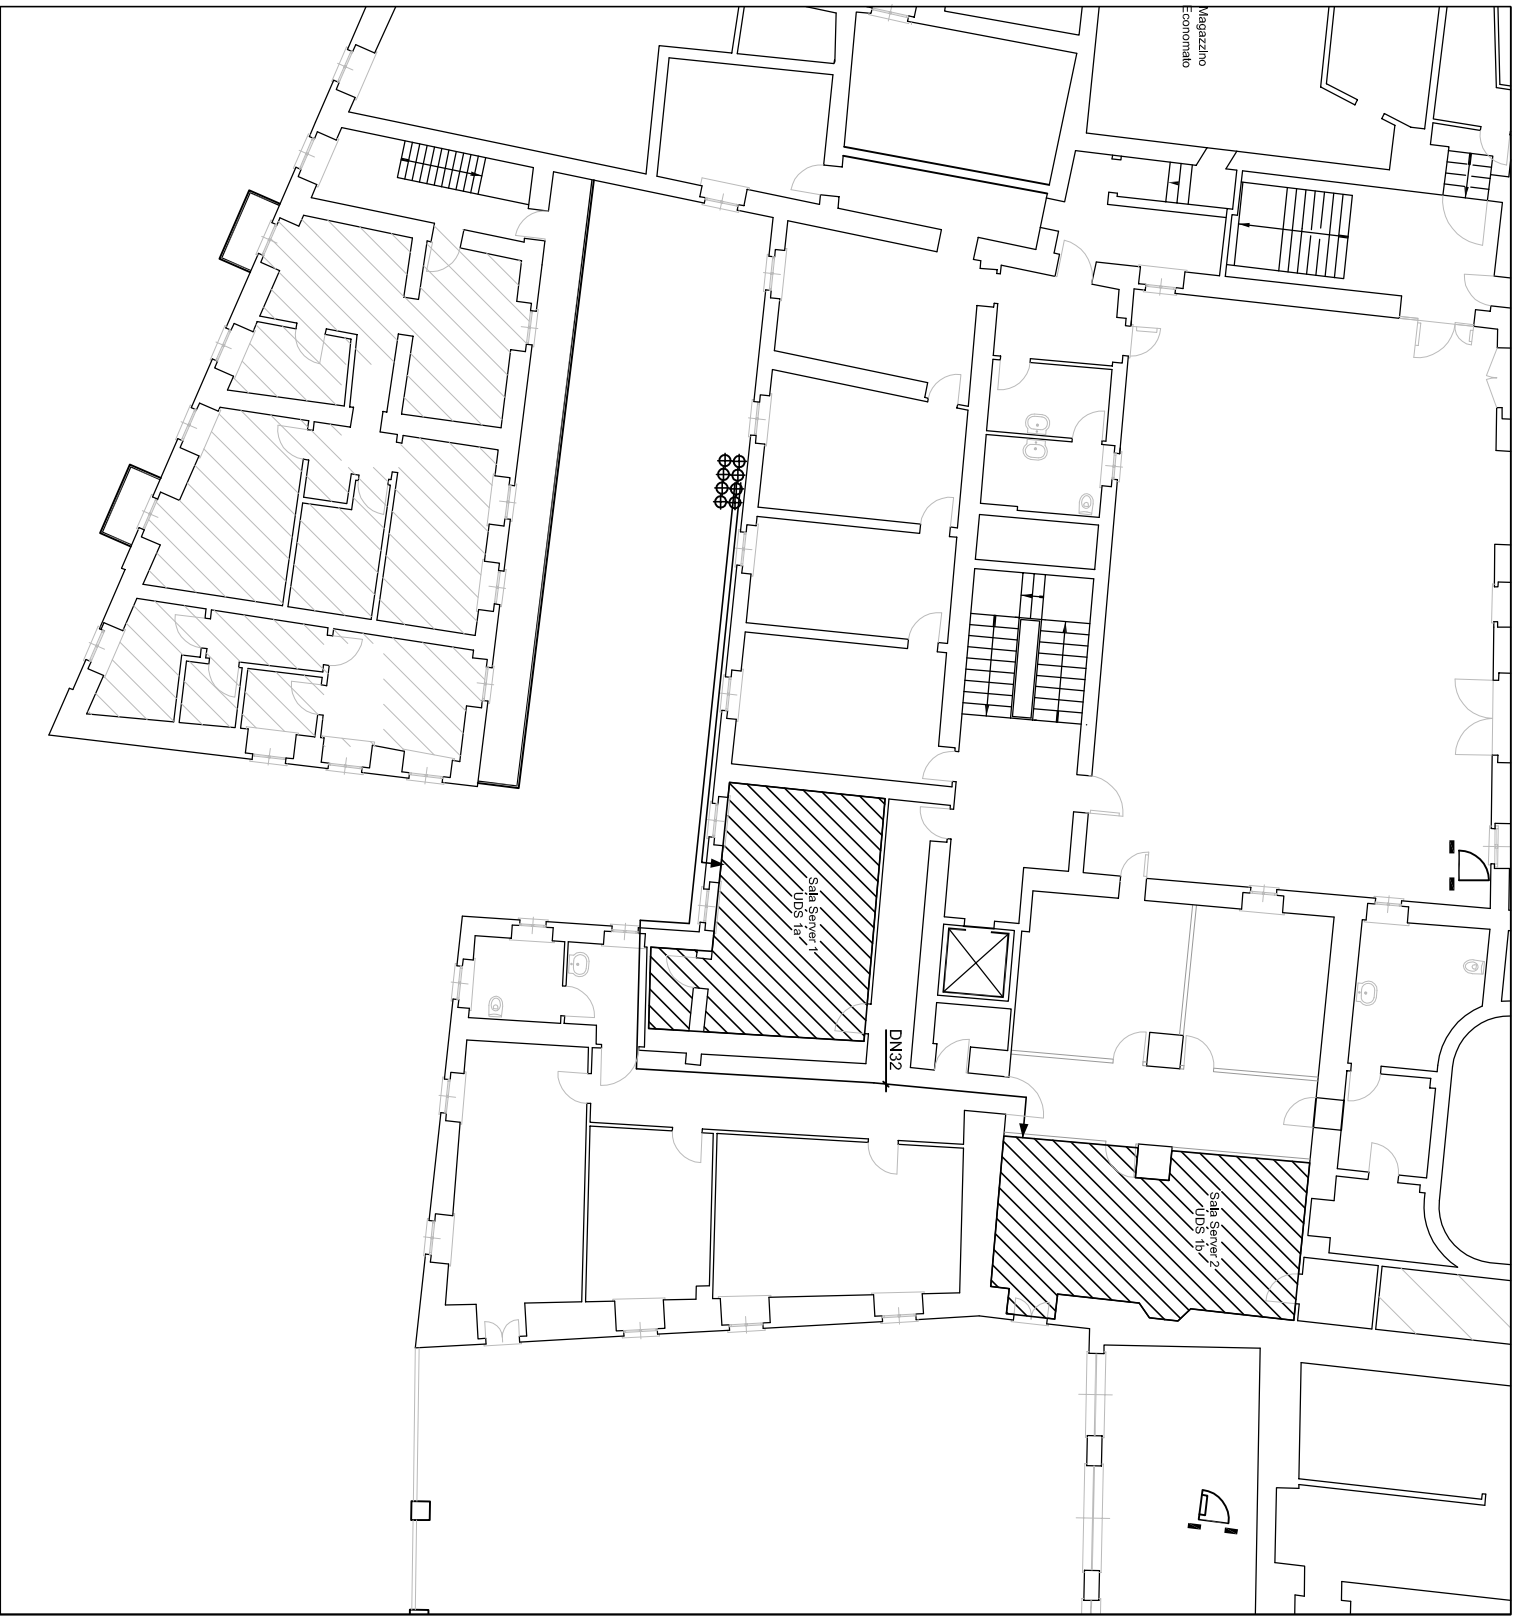 Magazzino
Economato
Sala Server 1
UDS 1a
DN32
Sala Server 2
UDS 1b